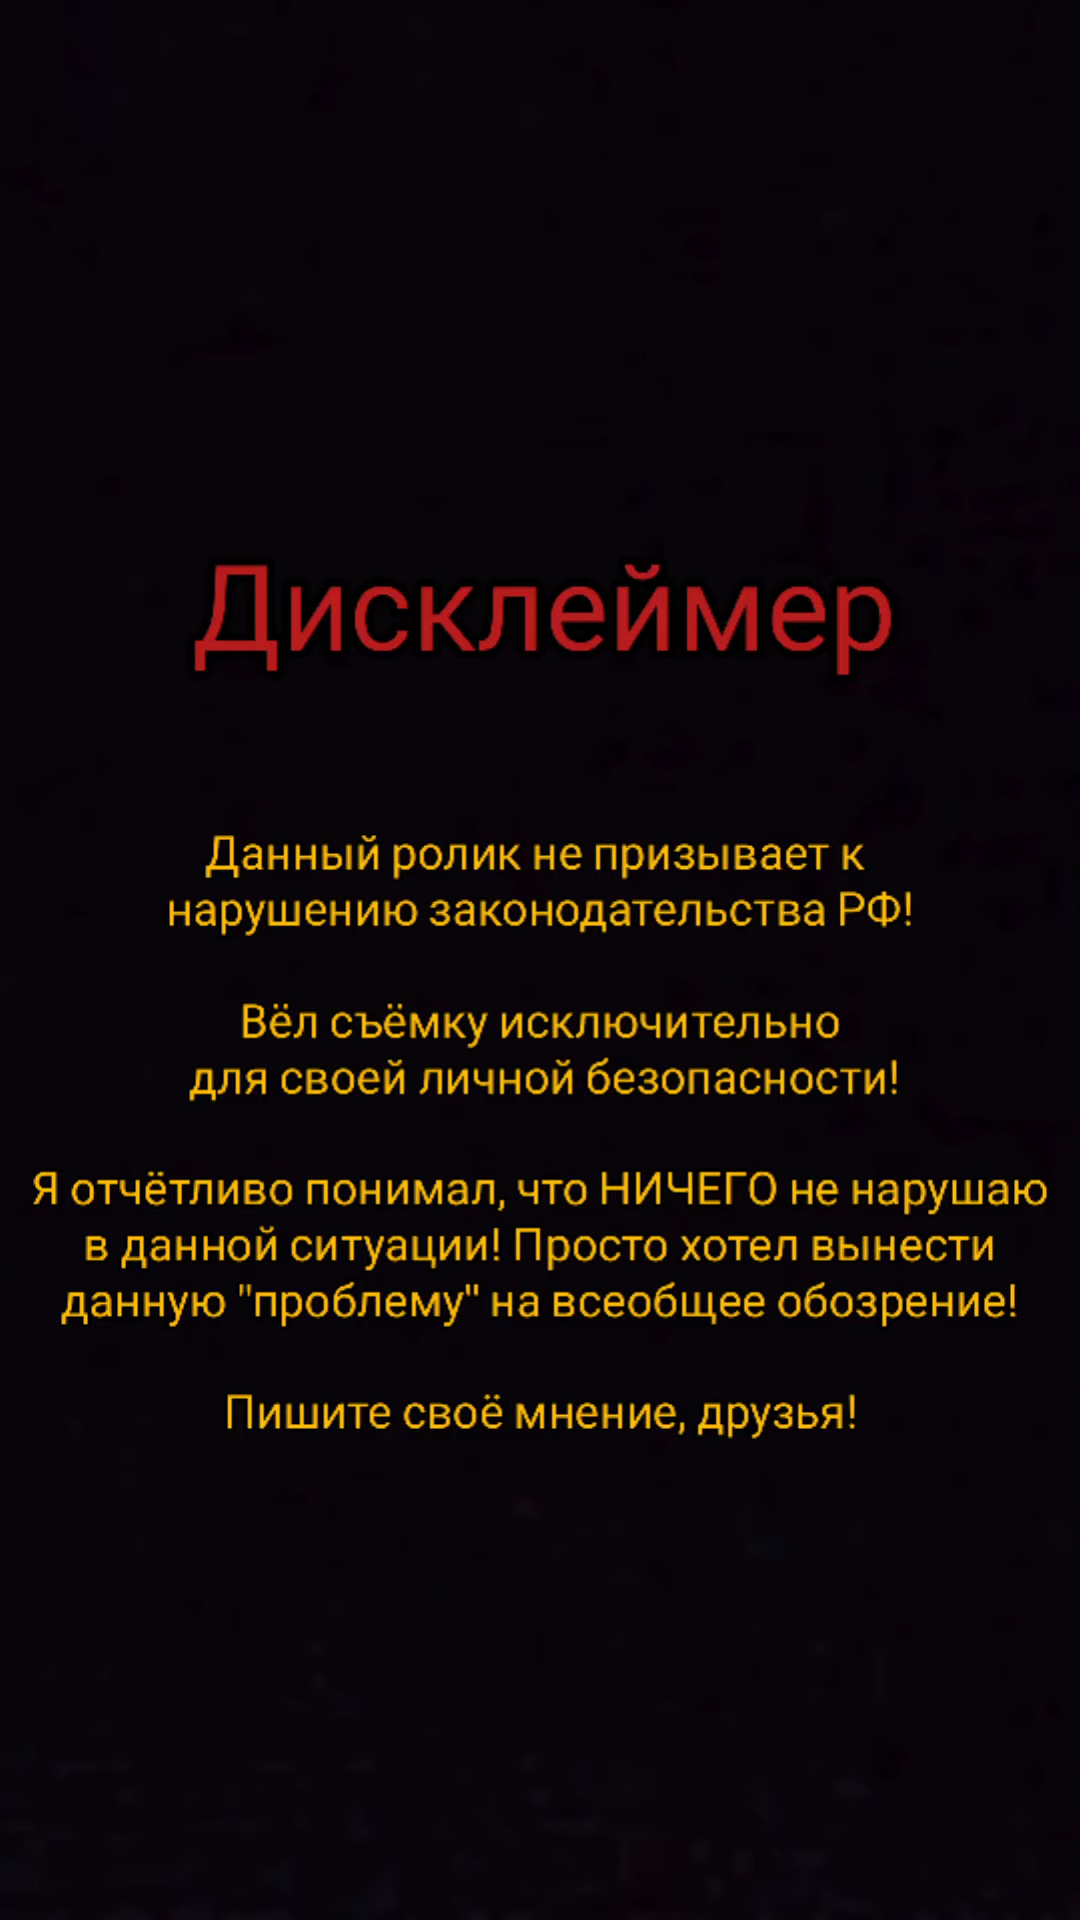 Дисклеймер
Данный ролик не призывает к
нарушению законодательства РФ!
Вёл съёмку исключительно
для своей личной безопасности!
Я отчётливо понимал, что НИЧЕГО не нарушаю
в данной ситуации! Просто хотел вынести
данную "проблему" на всеобщее обозрение!
Пишите своё мнение, друзья!